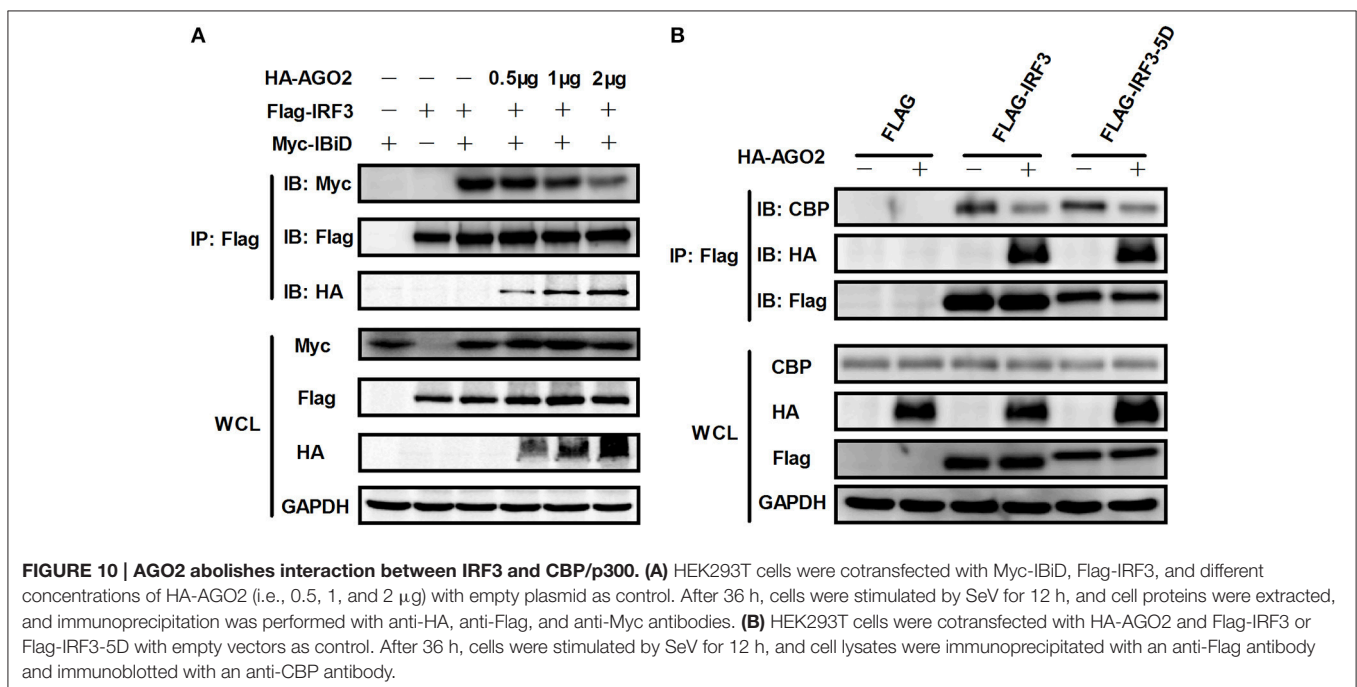 A
HA-AGO2 − − − 0.5μg 1μg 2μg
Flag-IRF3 − + + + + +
Myc-IBiD + − + + + +
IP: Flag
IB: Myc
IB: Flag
IB: HA
WCL
Myc
Flag
HA
GAPDH
B
FLAG FLAG-IRF3 FLAG-IRF3-5D
HA-AGO2 − + − + − +
IP: Flag
IB: CBP
IB: HA
IB: Flag
WCL
CBP
HA
Flag
GAPDH
FIGURE 10 | AGO2 abolishes interaction between IRF3 and CBP/p300. (A) HEK293T cells were cotransfected with Myc-IBiD, Flag-IRF3, and different
concentrations of HA-AGO2 (i.e., 0.5, 1, and 2 μg) with empty plasmid as control. After 36 h, cells were stimulated by SeV for 12 h, and cell proteins were extracted,
and immunoprecipitation was performed with anti-HA, anti-Flag, and anti-Myc antibodies. (B) HEK293T cells were cotransfected with HA-AGO2 and Flag-IRF3 or
Flag-IRF3-5D with empty vectors as control. After 36 h, cells were stimulated by SeV for 12 h, and cell lysates were immunoprecipitated with an anti-Flag antibody
and immunoblotted with an anti-CBP antibody.